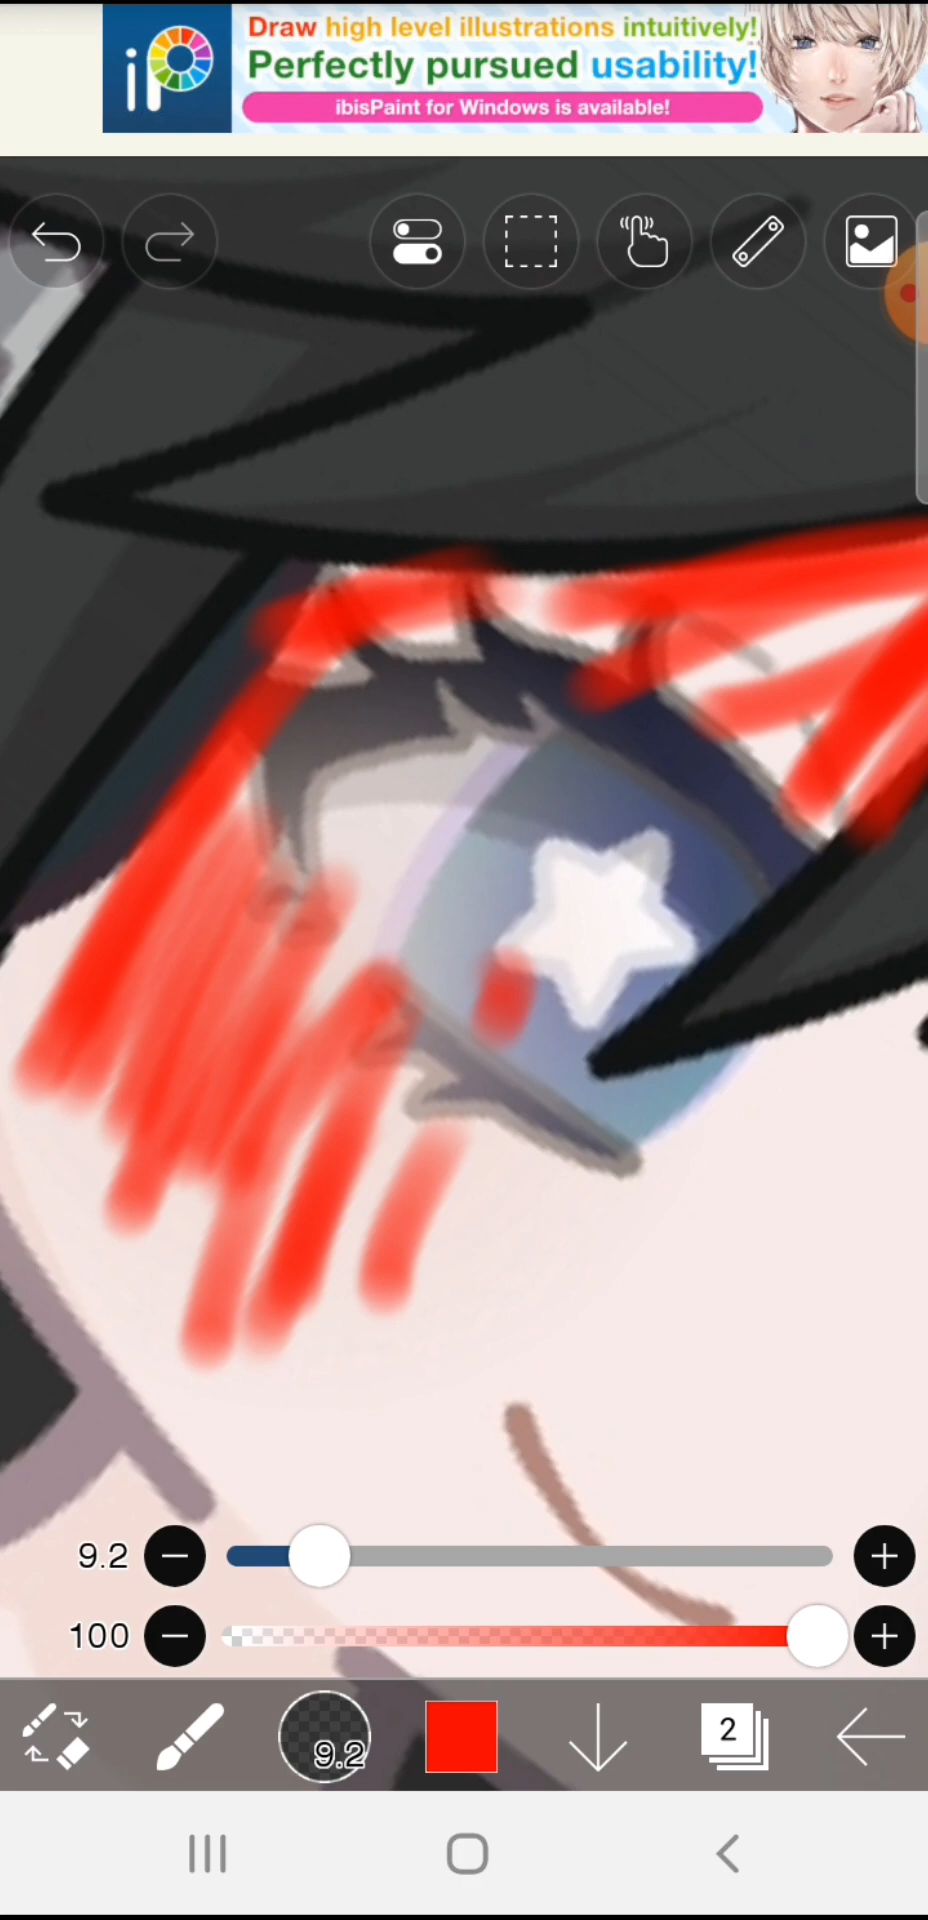 iP
Draw high level illustrations intuitively!
Perfectly pursued usability!
ibisPaint for Windows is available!
9.2
100
9.2
2